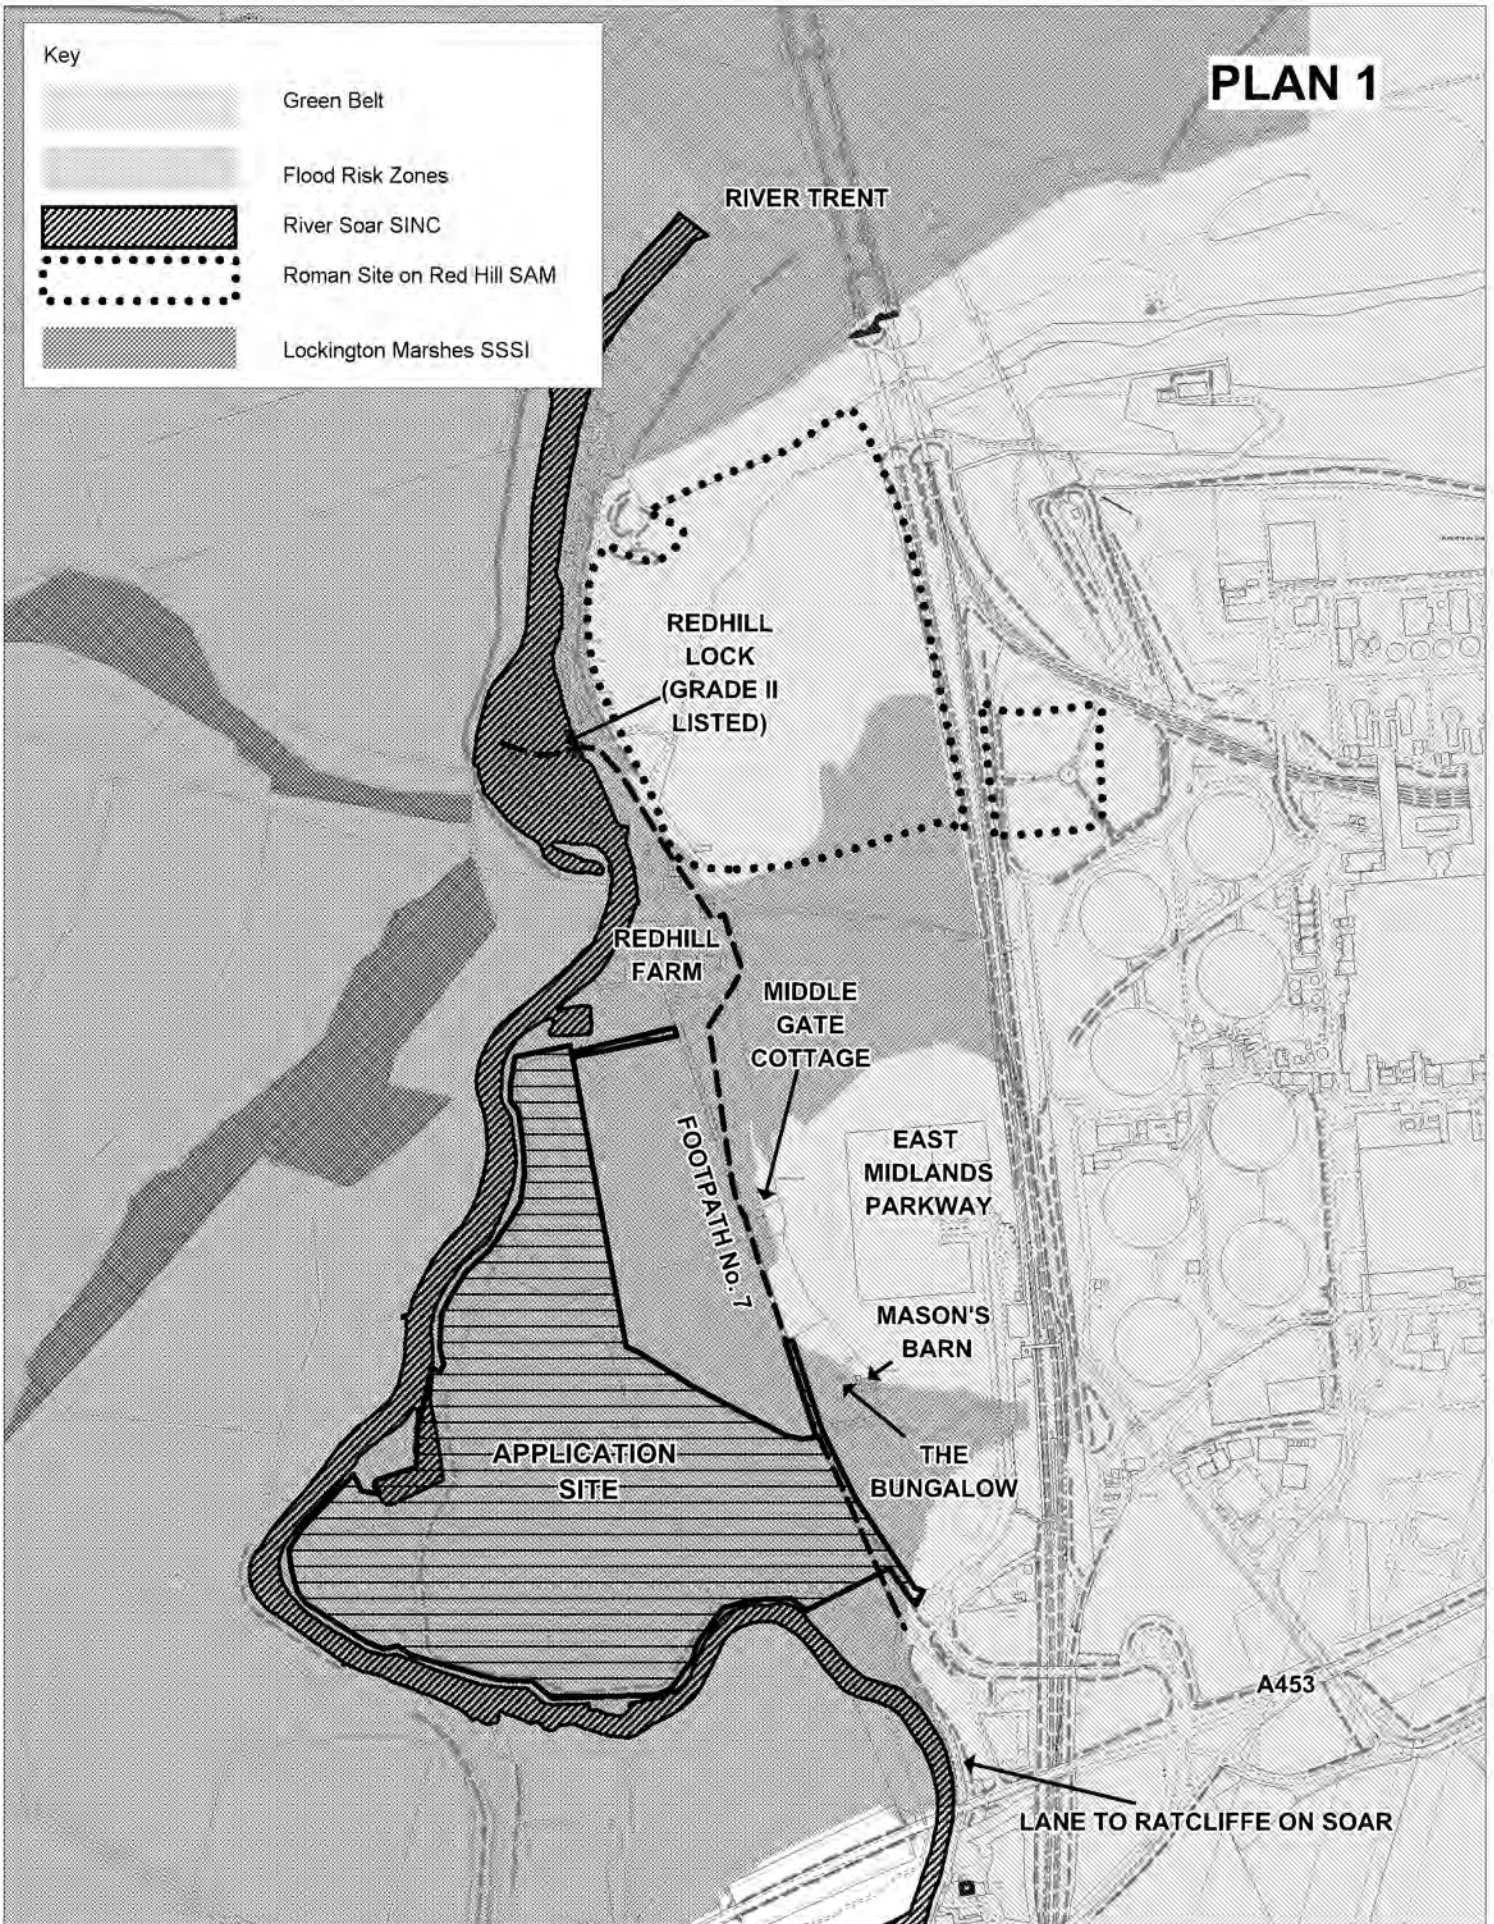 Key
PLAN 1
Green Belt
Flood Risk Zones
River Soar SINC
Roman Site on Red Hill SAM
Lockington Marshes SSSI
RIVER TRENT
REDHILL
LOCK
(GRADE II
LISTED)
REDHILL
FARM
MIDDLE
GATE
COTTAGE
FOOTPATH No. 7
EAST
MIDLANDS
PARKWAY
MASON'S
BARN
THE
BUNGALOW
APPLICATION
SITE
A453
LANE TO RATCLIFFE ON SOAR